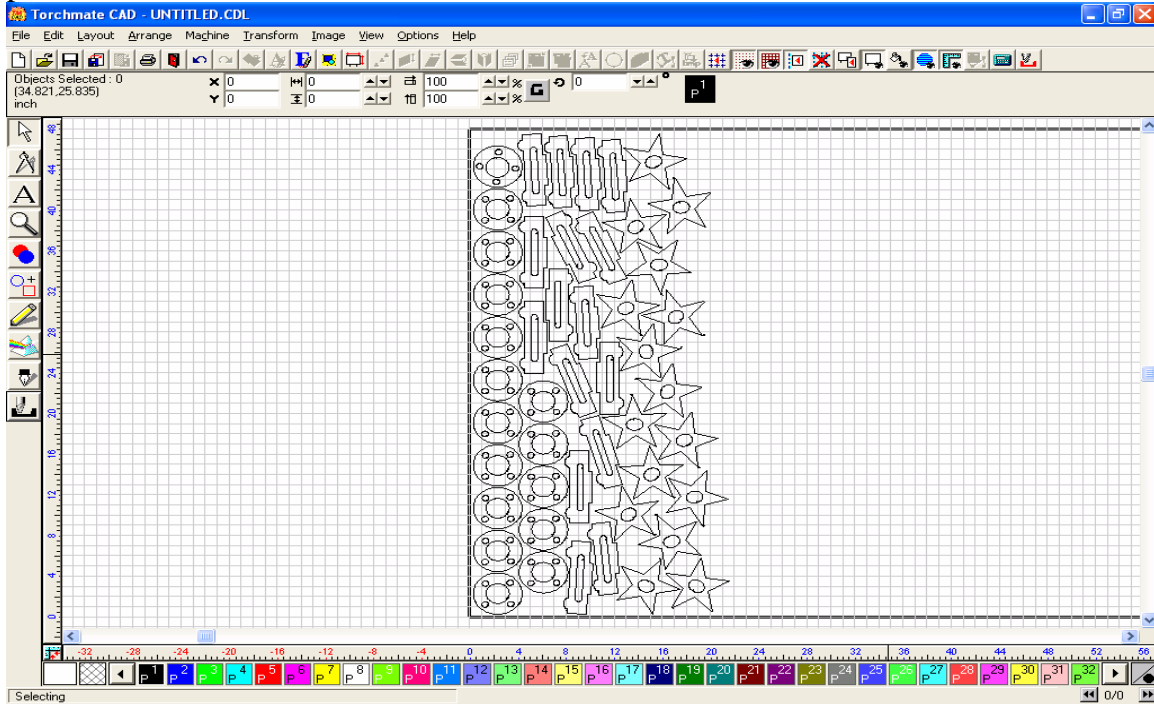 Torchmate CAD - UNTITLED.CDL
File Edit Layout Arrange Machine Transform Image View Options Help
Objects Selected : 0
(34.821,25.835)
inch
X 0 0 100 % G 0 °
Y 0 0 100 %
P 1
A
48
44
40
36
32
28
24
20
16
12
8
4
0
-32 -28 -24 -20 -16 -12 -8 -4 0 4 8 12 16 20 24 28 32 36 40 44 48 52 56
P1 P2 P3 P4 P5 P6 P7 P8 P9 P10 P11 P12 P13 P14 P15 P16 P17 P18 P19 P20 P21 P22 P23 P24 P25 P26 P27 P28 P29 P30 P31 P32
Selecting 0/0